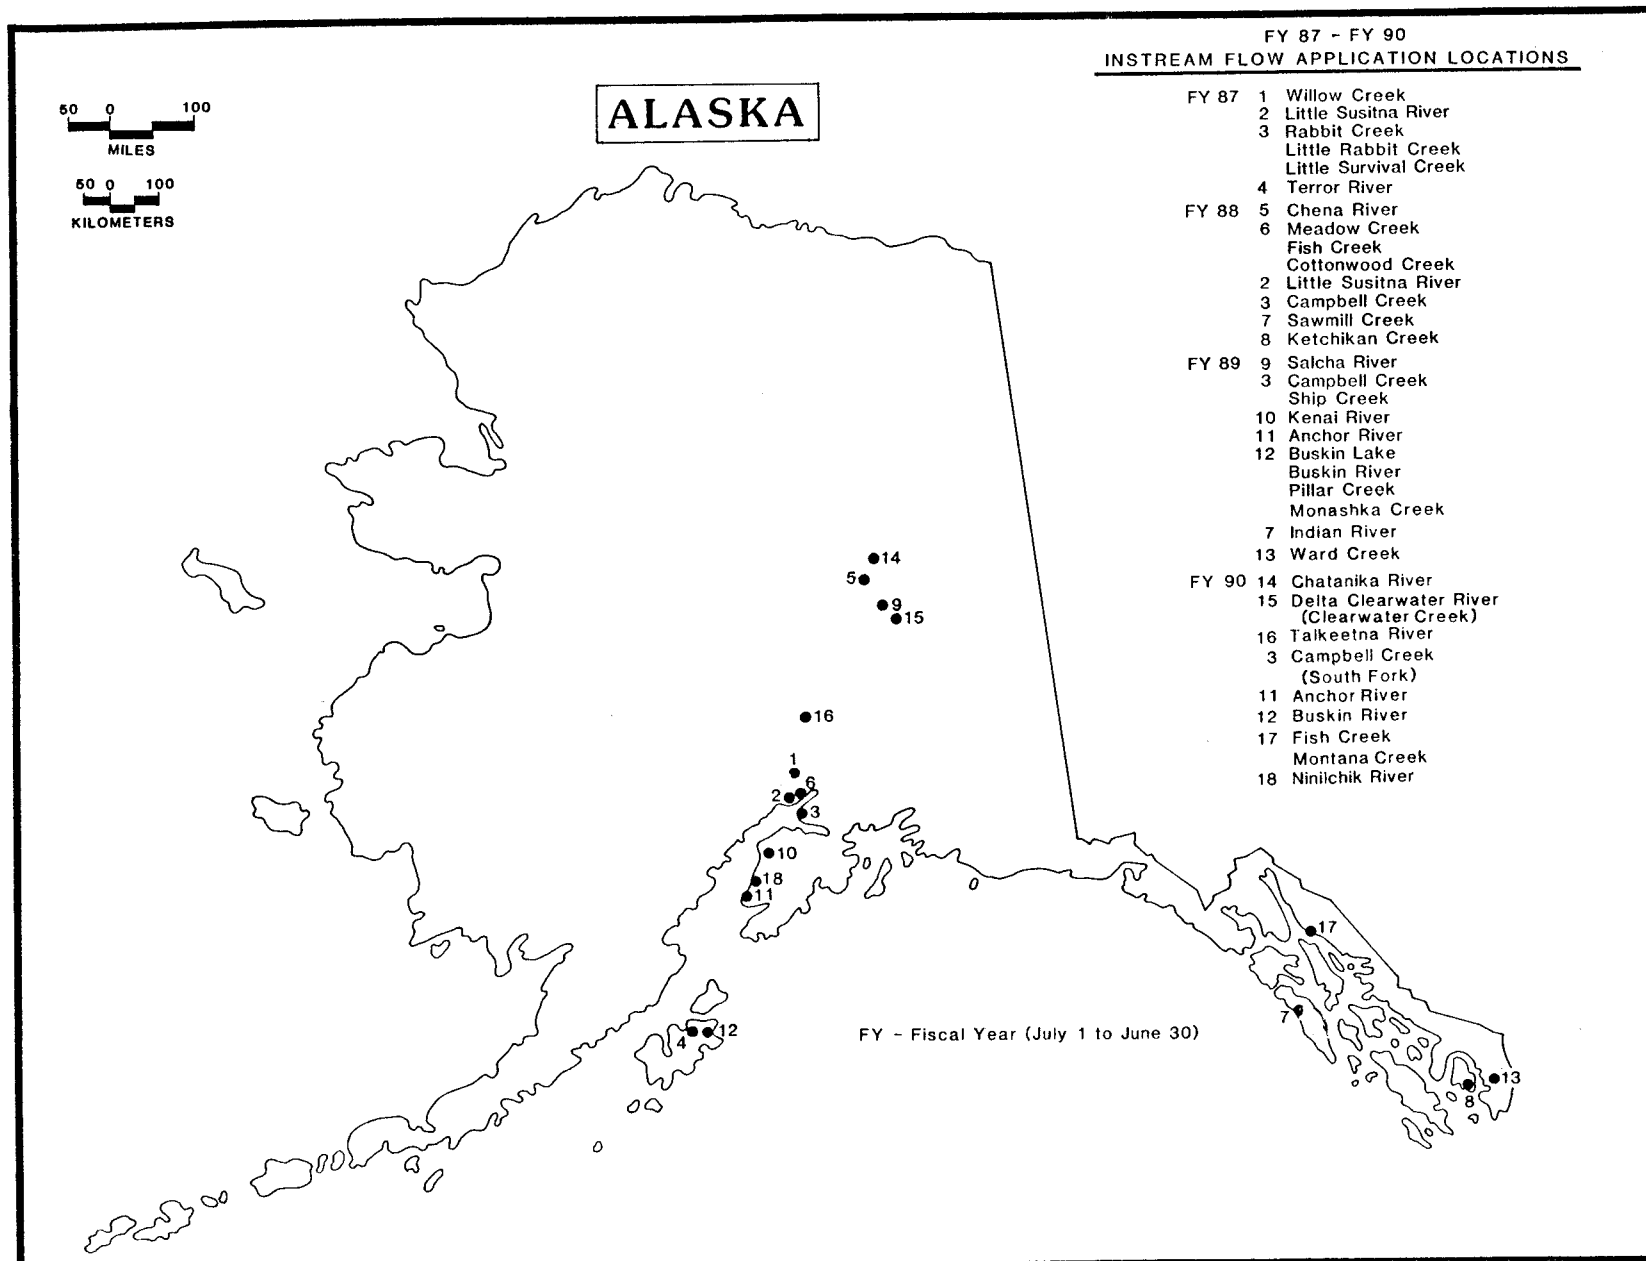 FY 87 - FY 90
INSTREAM FLOW APPLICATION LOCATIONS
ALASKA
50 0 100
MILES
50 0 100
KILOMETERS
FY 87 1 Willow Creek
2 Little Susitna River
3 Rabbit Creek
Little Rabbit Creek
Little Survival Creek
4 Terror River
FY 88 5 Chena River
6 Meadow Creek
Fish Creek
Cottonwood Creek
2 Little Susitna River
3 Campbell Creek
7 Sawmill Creek
8 Ketchikan Creek
FY 89 9 Salcha River
3 Campbell Creek
Ship Creek
10 Kenai River
11 Anchor River
12 Buskin Lake
Buskin River
Pillar Creek
Monashka Creek
7 Indian River
13 Ward Creek
FY 90 14 Chatanika River
15 Delta Clearwater River
(Clearwater Creek)
16 Talkeetna River
3 Campbell Creek
(South Fork)
11 Anchor River
12 Buskin River
17 Fish Creek
Montana Creek
18 Ninilchik River
14
5
9
15
16
1
6
2
3
10
18
11
17
7
4
12
FY - Fiscal Year (July 1 to June 30)
13
8